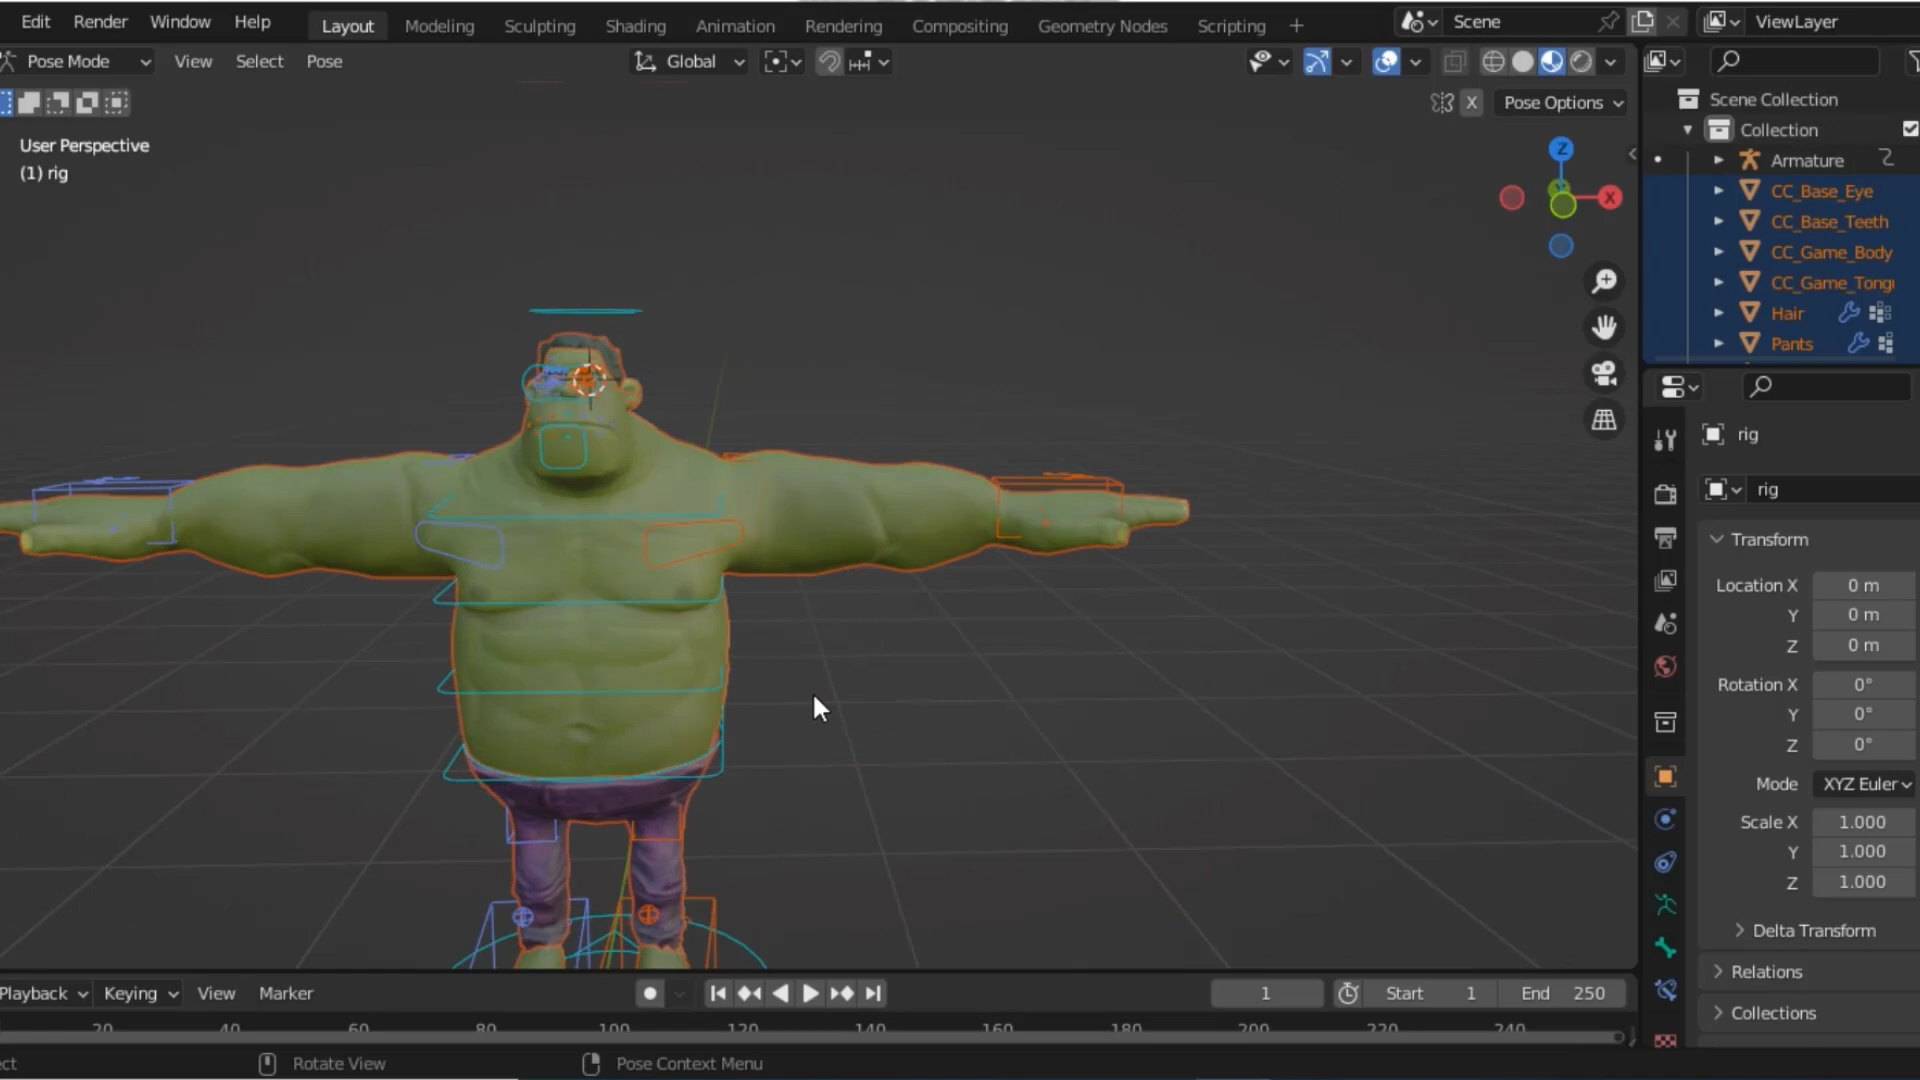 Edit Render Window Help Layout Modeling Sculpting Shading Animation Rendering Compositing Geometry Nodes Scripting + Scene ViewLayer
Pose Mode View Select Pose Global
X Pose Options
User Perspective
(1) rig
Z
X
Scene Collection
Collection
Armature
CC_Base_Eye
CC_Base_Teeth
CC_Game_Body
CC_Game_Tong
Hair
Pants
rig
rig
Transform
Location X 0 m
Y 0 m
Z 0 m
Rotation X 0°
Y 0°
Z 0°
Mode XYZ Euler
Scale X 1.000
Y 1.000
Z 1.000
Delta Transform
Relations
Collections
Playback Keying View Marker 1 Start 1 End 250
20 40 60 80 100 120 140 160 180 200 220 240
ect Rotate View Pose Context Menu